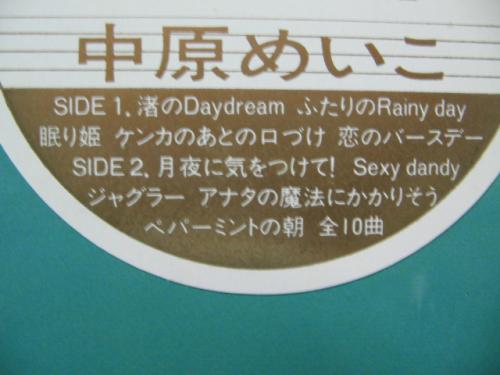 中原めいこ
SIDE 1、渚のDaydream ふたりのRainy day
眠り姫 ケンカのあとの口づけ 恋のバースデー
SIDE 2、月夜に気をつけて! Sexy dandy
ジャグラー アナタの魔法にかかりそう
ペパーミントの朝 全10曲